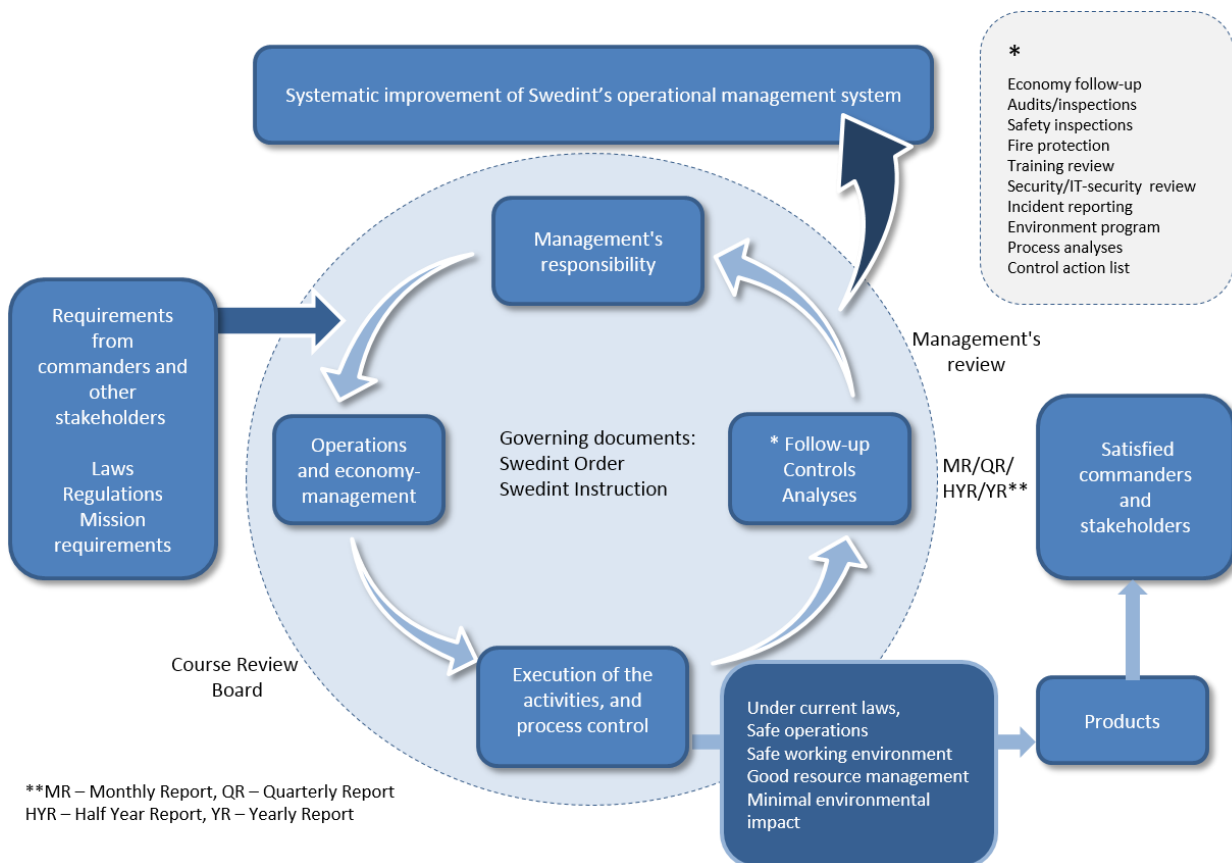 Systematic improvement of Swedint's operational management system
*
Economy follow-up
Audits/inspections
Safety inspections
Fire protection
Training review
Security/IT-security review
Incident reporting
Environment program
Process analyses
Control action list
Management's
responsibility
Requirements
from
commanders and
other
stakeholders
Laws
Regulations
Mission
requirements
Management's
review
Operations
and economy-
management
Governing documents:
Swedint Order
Swedint Instruction
* Follow-up
Controls
Analyses
MR/QR/
HYR/YR**
Satisfied
commanders
and
stakeholders
Course Review
Board
Execution of the
activities, and
process control
Under current laws,
Safe operations
Safe working environment
Good resource management
Minimal environmental
impact
Products
**MR – Monthly Report, QR – Quarterly Report
HYR – Half Year Report, YR – Yearly Report